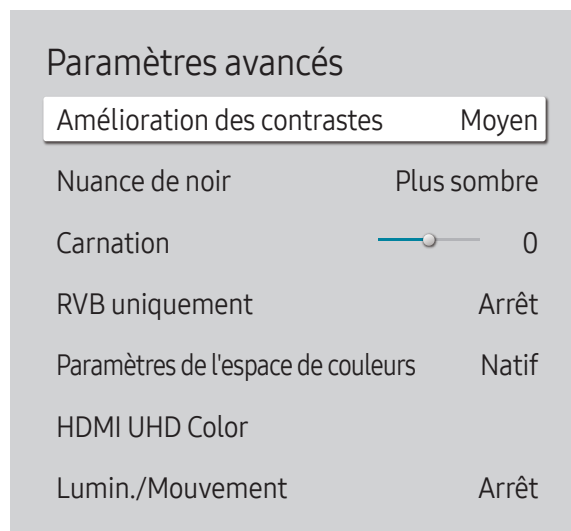 Paramètres avancés
Amélioration des contrastes Moyen
Nuance de noir Plus sombre
Carnation 0
RVB uniquement Arrêt
Paramètres de l'espace de couleurs Natif
HDMI UHD Color
Lumin./Mouvement Arrêt